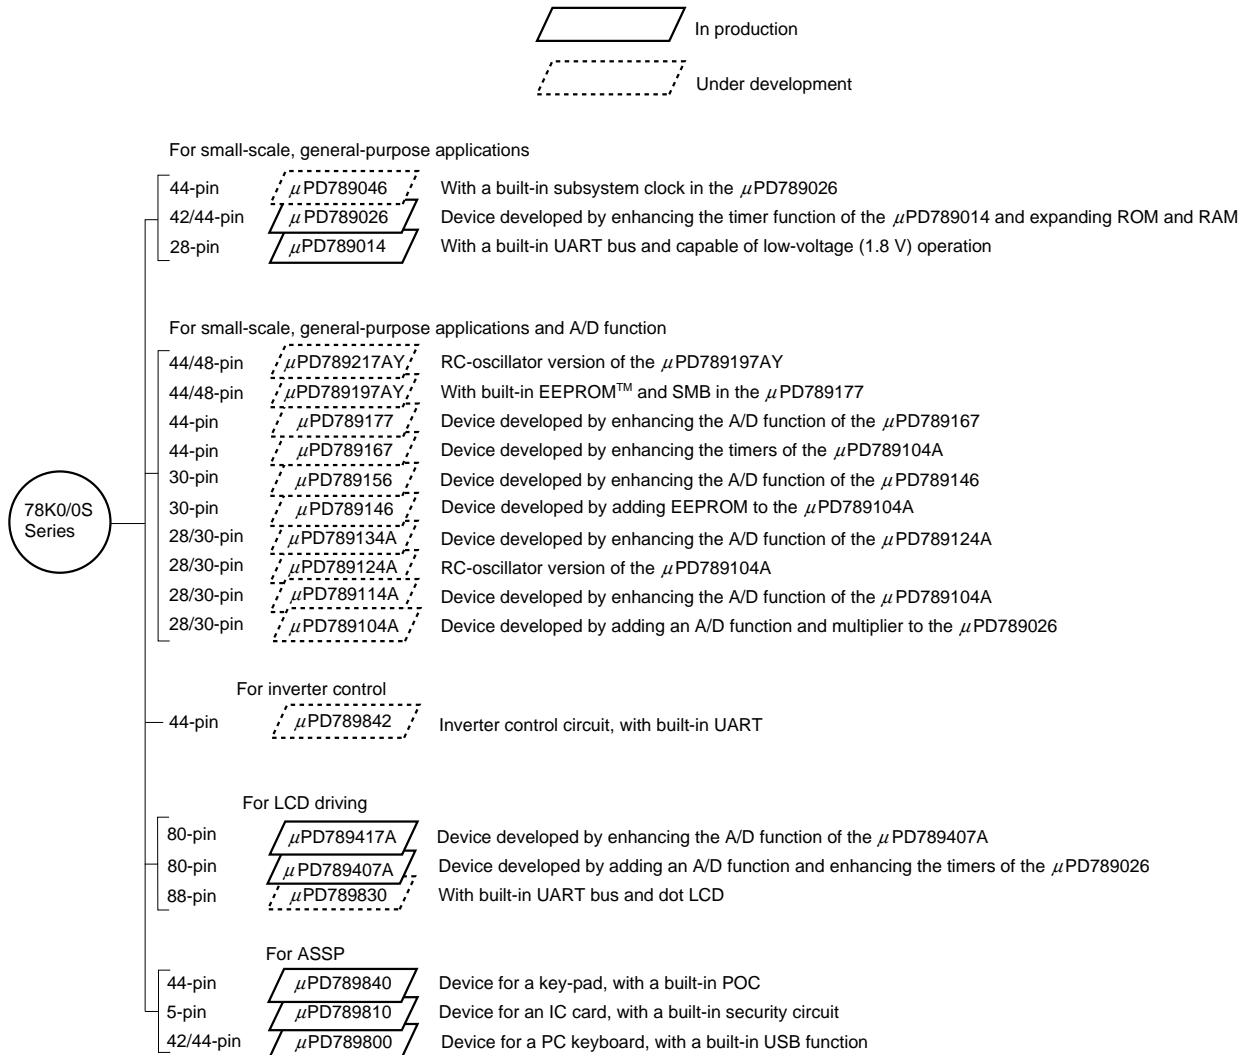 In production
Under development
For small-scale, general-purpose applications
44-pin μPD789046 With a built-in subsystem clock in the μPD789026
42/44-pin μPD789026 Device developed by enhancing the timer function of the μPD789014 and expanding ROM and RAM
28-pin μPD789014 With a built-in UART bus and capable of low-voltage (1.8 V) operation
For small-scale, general-purpose applications and A/D function
44/48-pin μPD789217AY RC-oscillator version of the μPD789197AY
44/48-pin μPD789197AY With built-in EEPROM™ and SMB in the μPD789177
44-pin μPD789177 Device developed by enhancing the A/D function of the μPD789167
44-pin μPD789167 Device developed by enhancing the timers of the μPD789104A
30-pin μPD789156 Device developed by enhancing the A/D function of the μPD789146
30-pin μPD789146 Device developed by adding EEPROM to the μPD789104A
28/30-pin μPD789134A Device developed by enhancing the A/D function of the μPD789124A
28/30-pin μPD789124A RC-oscillator version of the μPD789104A
28/30-pin μPD789114A Device developed by enhancing the A/D function of the μPD789104A
28/30-pin μPD789104A Device developed by adding an A/D function and multiplier to the μPD789026
78K0/0S
Series
For inverter control
44-pin μPD789842 Inverter control circuit, with built-in UART
For LCD driving
80-pin μPD789417A Device developed by enhancing the A/D function of the μPD789407A
80-pin μPD789407A Device developed by adding an A/D function and enhancing the timers of the μPD789026
88-pin μPD789830 With built-in UART bus and dot LCD
For ASSP
44-pin μPD789840 Device for a key-pad, with a built-in POC
5-pin μPD789810 Device for an IC card, with a built-in security circuit
42/44-pin μPD789800 Device for a PC keyboard, with a built-in USB function